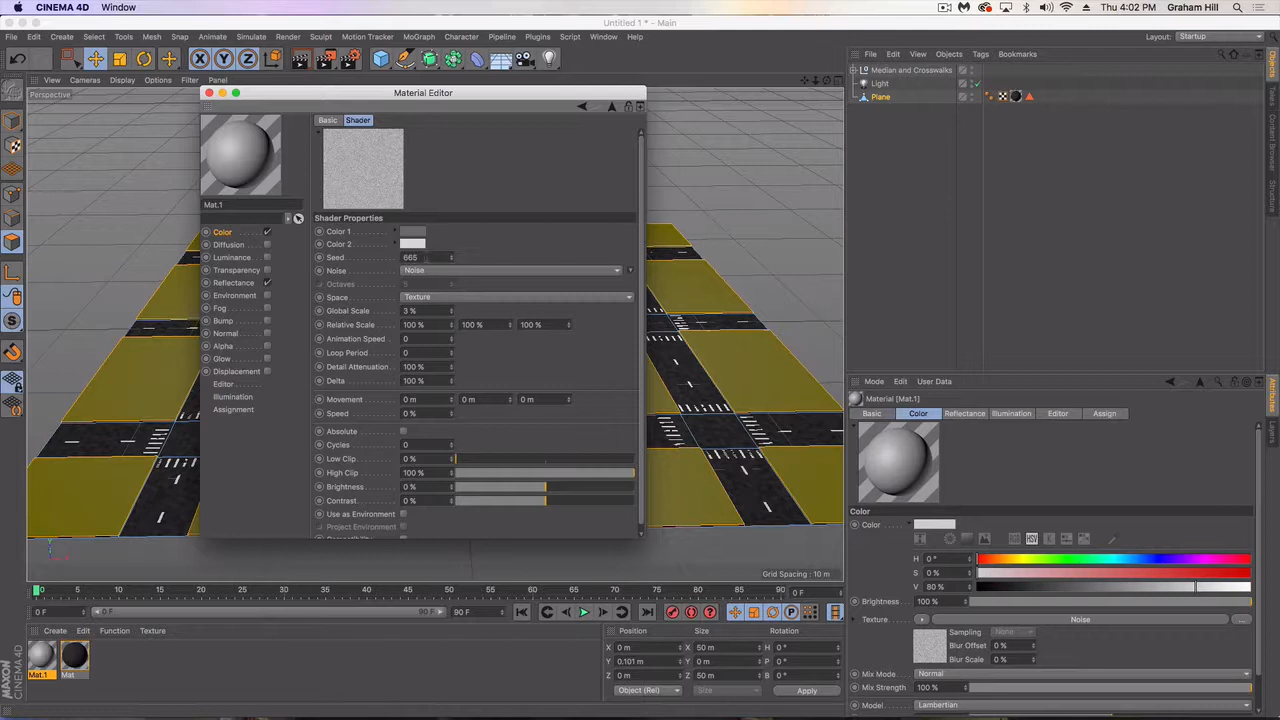 CINEMA 4D Window Thu 4:02 PM Graham Hill
Untitled 1 * - Main
File Edit Create Select Tools Mesh Snap Animate Simulate Render Sculpt Motion Tracker MoGraph Character Pipeline Plugins Script Window Help Layout: Startup
File Edit View Objects Tags Bookmarks
Median and Crosswalks
Light
Plane
View Cameras Display Options Filter Panel
Perspective
Material Editor
Basic Shader
Mat.1
Color
Diffusion
Luminance
Transparency
Reflectance
Environment
Fog
Bump
Normal
Alpha
Glow
Displacement
Editor
Illumination
Assignment
Shader Properties
Color 1
Color 2
Seed 665
Noise Noise
Octaves 5
Space Texture
Global Scale 3 %
Relative Scale 100 % 100 % 100 %
Animation Speed 0
Loop Period 0
Detail Attenuation 100 %
Delta 100 %
Movement 0 m 0 m 0 m
Speed 0 %
Absolute
Cycles 0
Low Clip 0 %
High Clip 100 %
Brightness 0 %
Contrast 0 %
Use as Environment
Project Environment
Grid Spacing : 10 m
Mode Edit User Data
Material [Mat.1]
Basic Color Reflectance Illumination Editor Assign
Color
Color
HSV
H 0 °
S 0 %
V 80 %
Brightness 100 %
Texture Noise
Sampling None
Blur Offset 0 %
Blur Scale 0 %
Mix Mode Normal
Mix Strength 100 %
Model Lambertian
Objects
Takes
Content Browser
Structure
Attributes
Layers
0 5 10 15 20 25 30 35 40 45 50 55 60 65 70 75 80 85 90 0 F
0 F 0 F 90 F 90 F
Create Edit Function Texture
Mat.1 Mat
Position Size Rotation
X 0 m X 50 m H 0 °
Y 0.101 m Y 0 m P 0 °
Z 0 m Z 50 m B 0 °
Object (Rel) Size Apply
MAXON CINEMA 4D